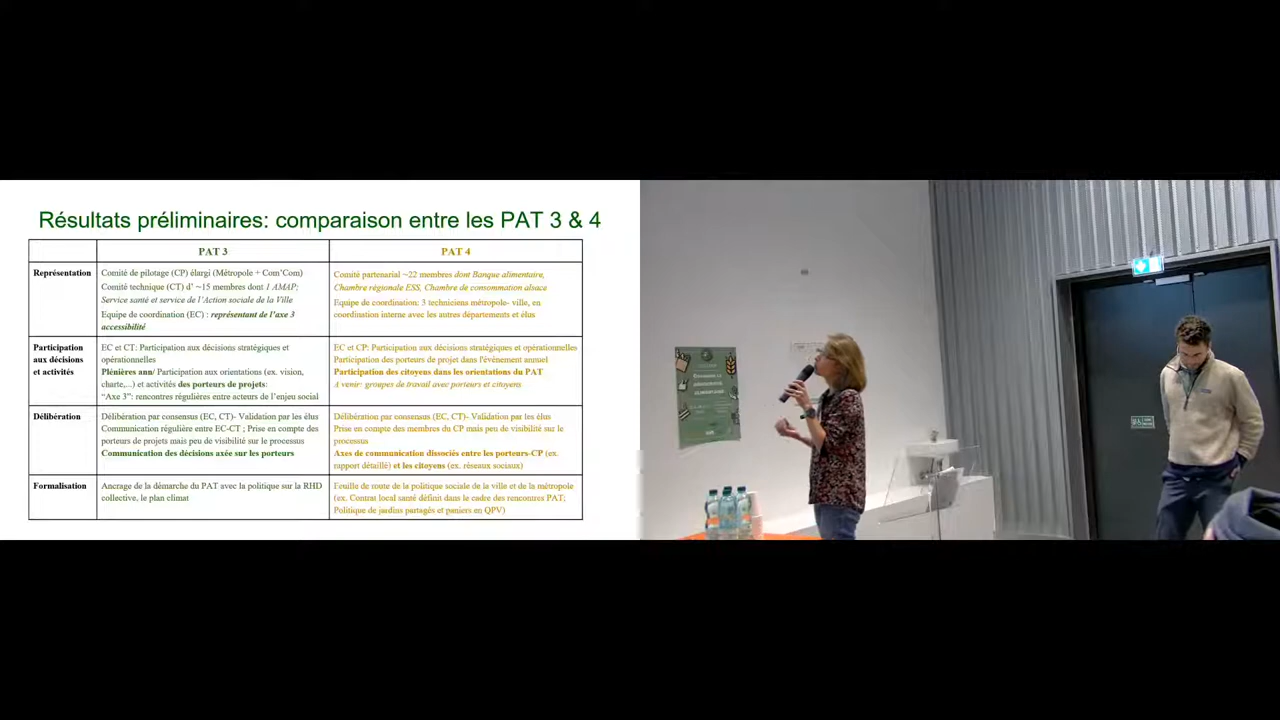 Résultats préliminaires: comparaison entre les PAT 3 & 4
PAT 3
PAT 4
Représentation
Comité de pilotage (CP) élargi (Métropole + Com'Com)
Comité technique (CT) d' ~15 membres dont 1 AMAP;
Service santé et service de l'Action sociale de la Ville
Equipe de coordination (EC) : représentant de l'axe 3
accessibilité
Comité partenarial ~22 membres dont Banque alimentaire,
Chambre régionale ESS, Chambre de consommation alsace
Equipe de coordination: 3 techniciens métropole- ville, en
coordination interne avec les autres départements et élus
Participation
aux décisions
et activités
EC et CT: Participation aux décisions stratégiques et
opérationnelles
Plénières ann/ Participation aux orientations (ex. vision,
charte,...) et activités des porteurs de projets:
"Axe 3": rencontres régulières entre acteurs de l'enjeu social
EC et CP: Participation aux décisions stratégiques et opérationnelles
Participation des porteurs de projet dans l'évènement annuel
Participation des citoyens dans les orientations du PAT
A venir: groupes de travail avec porteurs et citoyens
Délibération
Délibération par consensus (EC, CT)- Validation par les élus
Communication régulière entre EC-CT ; Prise en compte des
porteurs de projets mais peu de visibilité sur le processus
Communication des décisions axée sur les porteurs
Délibération par consensus (EC, CT)- Validation par les élus
Prise en compte des membres du CP mais peu de visibilité sur le
processus
Axes de communication dissociés entre les porteurs-CP (ex.
rapport détaillé) et les citoyens (ex. réseaux sociaux)
Formalisation
Ancrage de la démarche du PAT avec la politique sur la RHD
collective, le plan climat
Feuille de route de la politique sociale de la ville et de la métropole
(ex. Contrat local santé définit dans le cadre des rencontres PAT;
Politique de jardins partagés et paniers en QPV)